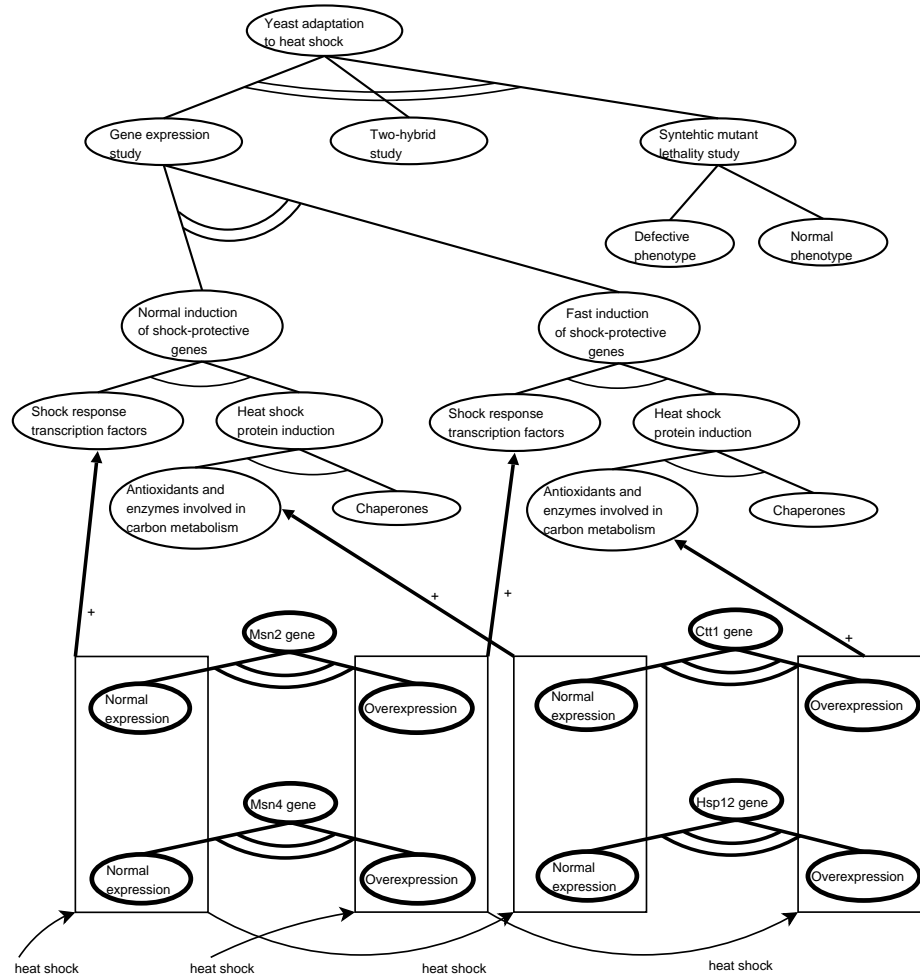 Yeast adaptation
to heat shock
Gene expression
study
Two-hybrid
study
Syntehtic mutant
lethality study
Defective
phenotype
Normal
phenotype
Normal induction
of shock-protective
genes
Fast induction
of shock-protective
genes
Shock response
transcription factors
Heat shock
protein induction
Shock response
transcription factors
Heat shock
protein induction
Antioxidants and
enzymes involved in
carbon metabolism
Chaperones
Antioxidants and
enzymes involved in
carbon metabolism
Chaperones
+
+
+
+
Msn2 gene
Ctt1 gene
Normal
expression
Overexpression
Normal
expression
Overexpression
Msn4 gene
Hsp12 gene
Normal
expression
Overexpression
Normal
expression
Overexpression
heat shock
heat shock
heat shock
heat shock